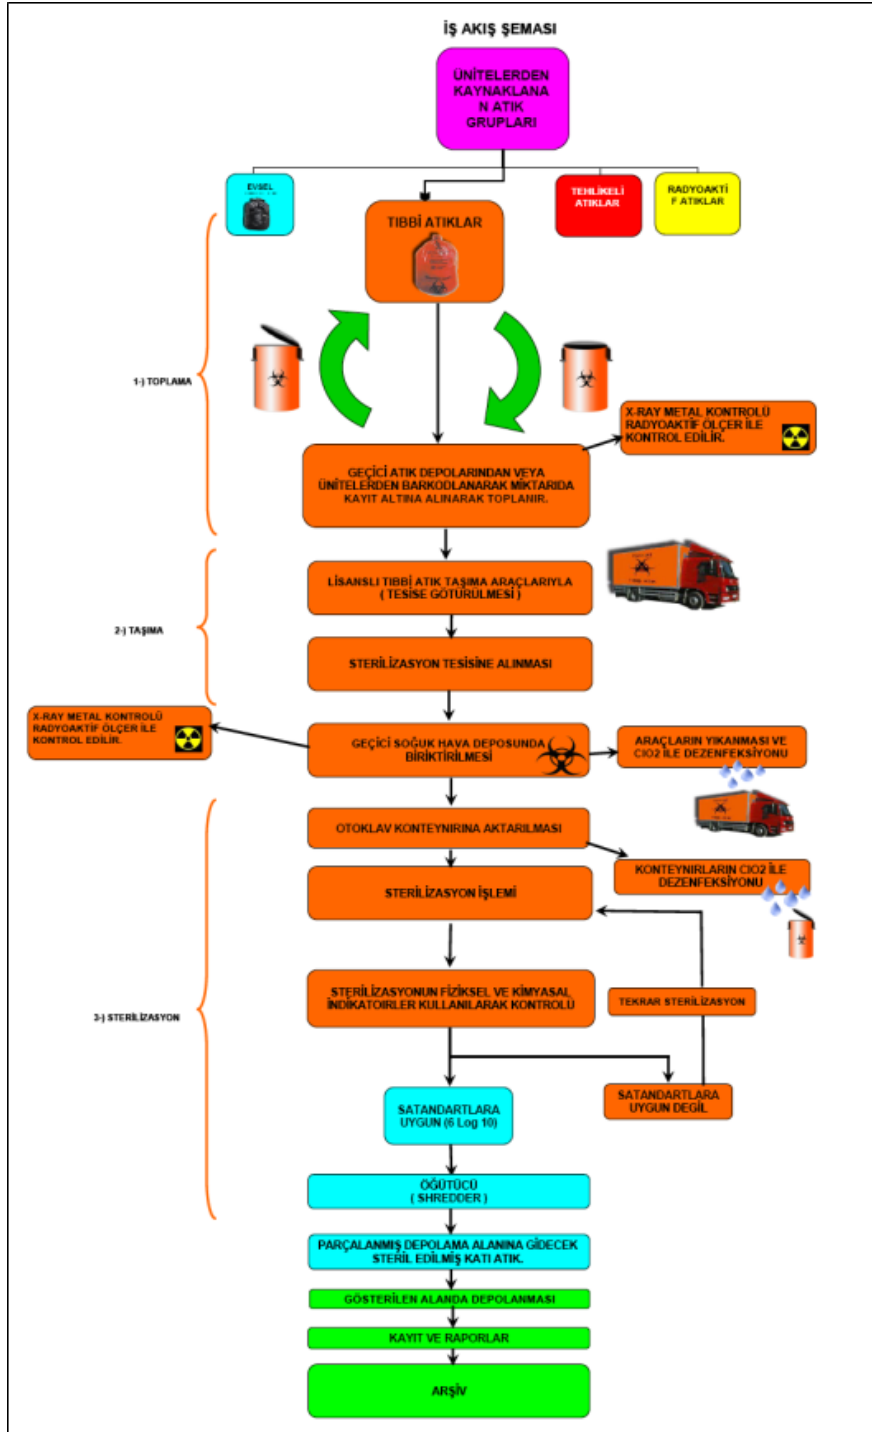 İŞ AKIŞ ŞEMASI
ÜNİTELERDEN
KAYNAKLANA
N ATIK
GRUPLARI
EVSEL
TEHLİKELİ
ATIKLAR
RADYOAKTİ
F ATIKLAR
TIBBİ ATIKLAR
1-) TOPLAMA
X-RAY METAL KONTROLÜ
RADYOAKTİF ÖLÇER İLE
KONTROL EDİLİR.
GEÇİCİ ATIK DEPOLARINDAN VEYA
ÜNİTELERDEN BARKODLANARAK MİKTARIDA
KAYIT ALTINA ALINARAK TOPLANIR.
LİSANSLI TIBBİ ATIK TAŞIMA ARAÇLARIYLA
( TESİSE GÖTÜRÜLMESİ )
2-) TAŞIMA
STERİLİZASYON TESİSİNE ALINMASI
X-RAY METAL KONTROLÜ
RADYOAKTİF ÖLÇER İLE
KONTROL EDİLİR.
GEÇİCİ SOĞUK HAVA DEPOSUNDA
BİRİKTİRİLMESİ
ARAÇLARIN YIKANMASI VE
ClO2 İLE DEZENFEKSİYONU
OTOKLAV KONTEYNIRINA AKTARILMASI
KONTEYNIRLARIN ClO2 İLE
DEZENFEKSİYONU
STERİLİZASYON İŞLEMİ
STERİLİZASYONUN FİZİKSEL VE KİMYASAL
İNDİKATOIRLER KULLANILARAK KONTROLÜ
TEKRAR STERİLİZASYON
3-) STERİLİZASYON
SATANDARTLARA
UYGUN (6 Log 10)
SATANDARTLARA
UYGUN DEGİL
ÖĞÜTÜCÜ
( SHREDDER )
PARÇALANMIŞ DEPOLAMA ALANINA GİDECEK
STERİL EDİLMİŞ KATI ATIK.
GÖSTERİLEN ALANDA DEPOLANMASI
KAYIT VE RAPORLAR
ARŞİV